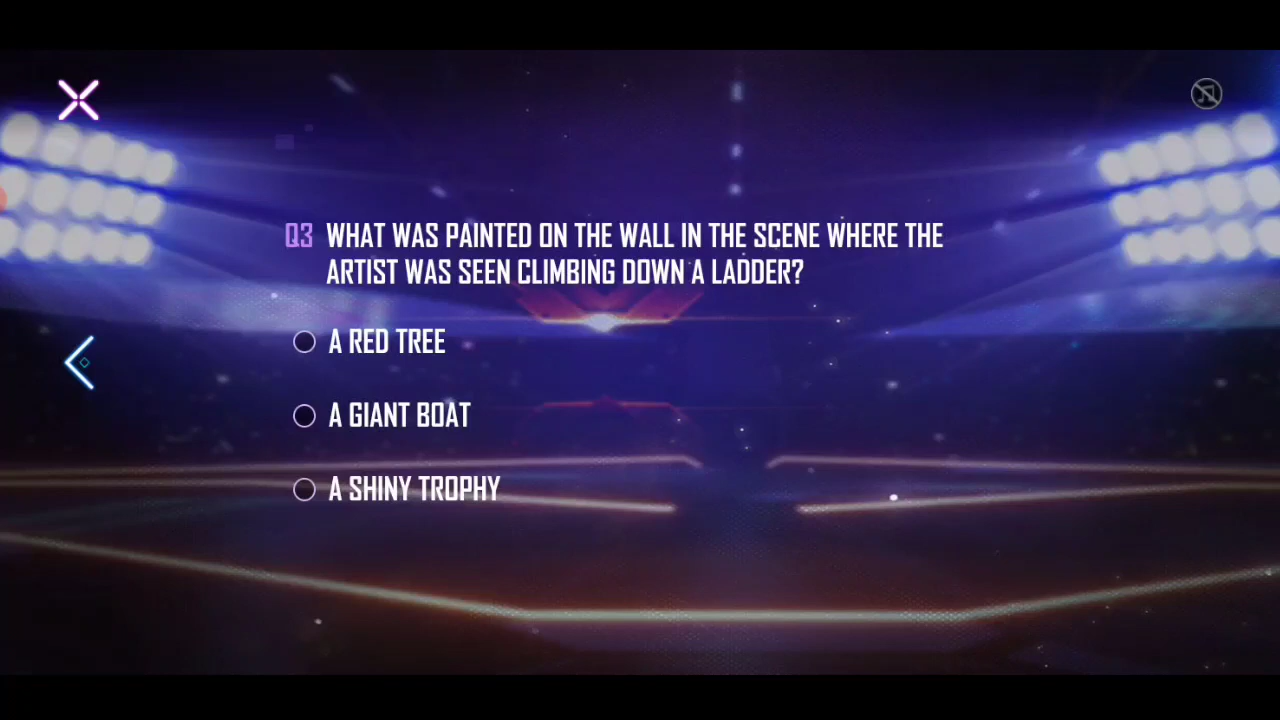 Q3 WHAT WAS PAINTED ON THE WALL IN THE SCENE WHERE THE
ARTIST WAS SEEN CLIMBING DOWN A LADDER?
A RED TREE
A GIANT BOAT
A SHINY TROPHY